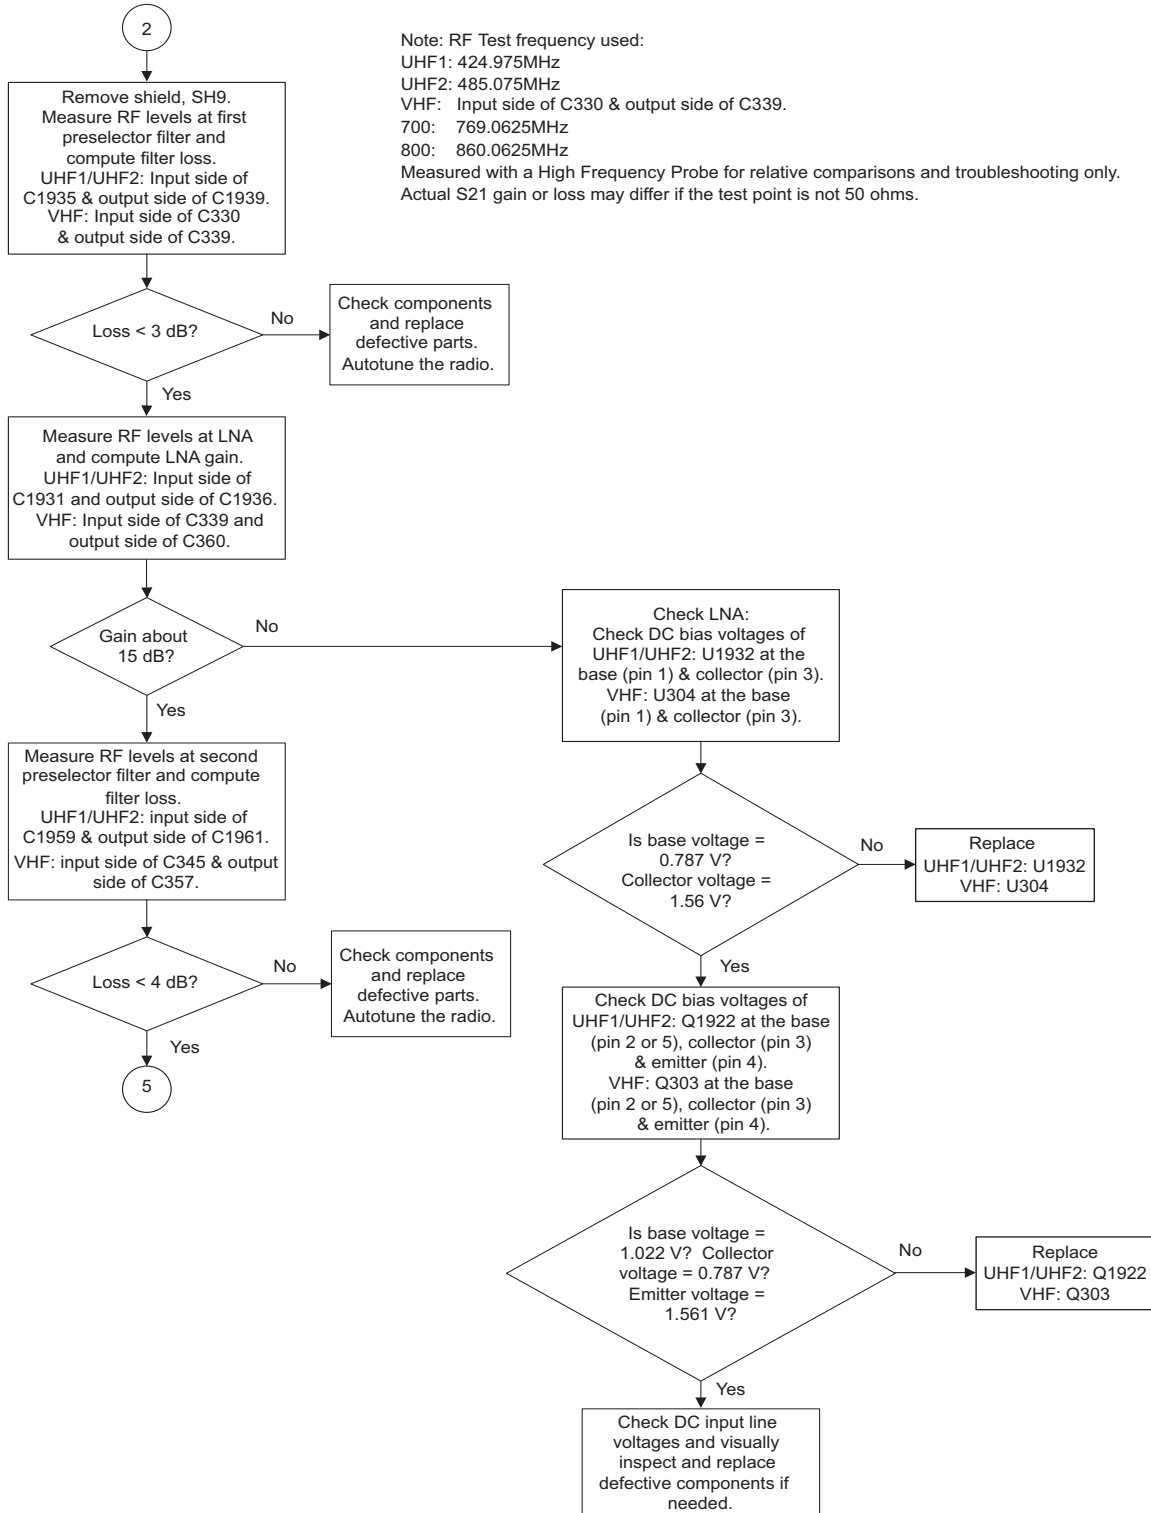 2
Note: RF Test frequency used:
UHF1: 424.975MHz
UHF2: 485.075MHz
VHF: Input side of C330 & output side of C339.
700: 769.0625MHz
800: 860.0625MHz
Measured with a High Frequency Probe for relative comparisons and troubleshooting only.
Actual S21 gain or loss may differ if the test point is not 50 ohms.
Remove shield, SH9.
Measure RF levels at first
preselector filter and
compute filter loss.
UHF1/UHF2: Input side of
C1935 & output side of C1939.
VHF: Input side of C330
& output side of C339.
Loss < 3 dB?
No
Check components
and replace
defective parts.
Autotune the radio.
Yes
Measure RF levels at LNA
and compute LNA gain.
UHF1/UHF2: Input side of
C1931 and output side of C1936.
VHF: Input side of C339 and
output side of C360.
Gain about
15 dB?
No
Check LNA:
Check DC bias voltages of
UHF1/UHF2: U1932 at the
base (pin 1) & collector (pin 3).
VHF: U304 at the base
(pin 1) & collector (pin 3).
Yes
Measure RF levels at second
preselector filter and compute
filter loss.
UHF1/UHF2: input side of
C1959 & output side of C1961.
VHF: input side of C345 & output
side of C357.
Is base voltage =
0.787 V?
Collector voltage =
1.56 V?
No
Replace
UHF1/UHF2: U1932
VHF: U304
Loss < 4 dB?
No
Check components
and replace
defective parts.
Autotune the radio.
Yes
5
Yes
Check DC bias voltages of
UHF1/UHF2: Q1922 at the base
(pin 2 or 5), collector (pin 3)
& emitter (pin 4).
VHF: Q303 at the base
(pin 2 or 5), collector (pin 3)
& emitter (pin 4).
Is base voltage =
1.022 V? Collector
voltage = 0.787 V?
Emitter voltage =
1.561 V?
No
Replace
UHF1/UHF2: Q1922
VHF: Q303
Yes
Check DC input line
voltages and visually
inspect and replace
defective components if
needed.